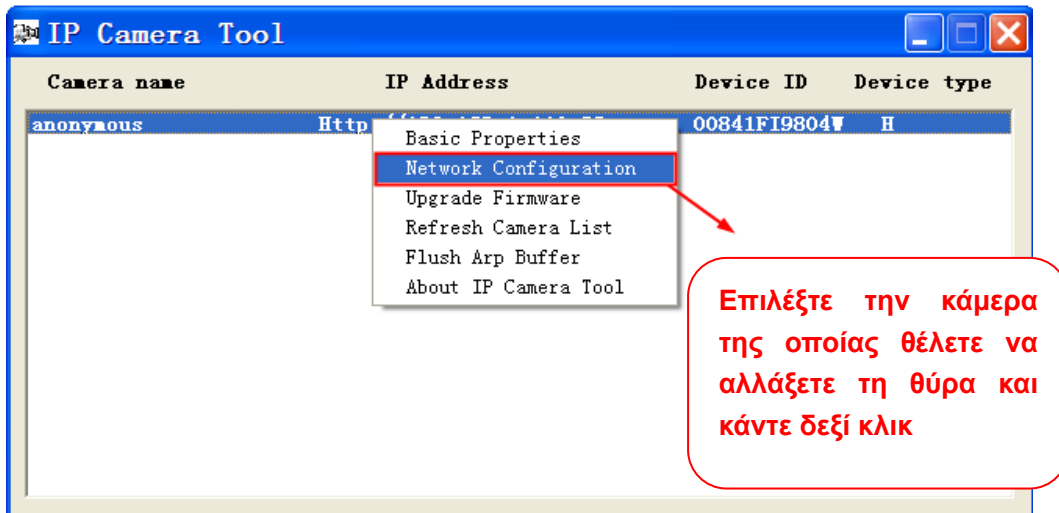 IP Camera Tool
Camera name IP Address Device ID Device type
anonymous Http 00841FI9804W H
Basic Properties
Network Configuration
Upgrade Firmware
Refresh Camera List
Flush Arp Buffer
About IP Camera Tool
Επιλέξτε την κάμερα
της οποίας θέλετε να
αλλάξετε τη θύρα και
κάντε δεξί κλικ